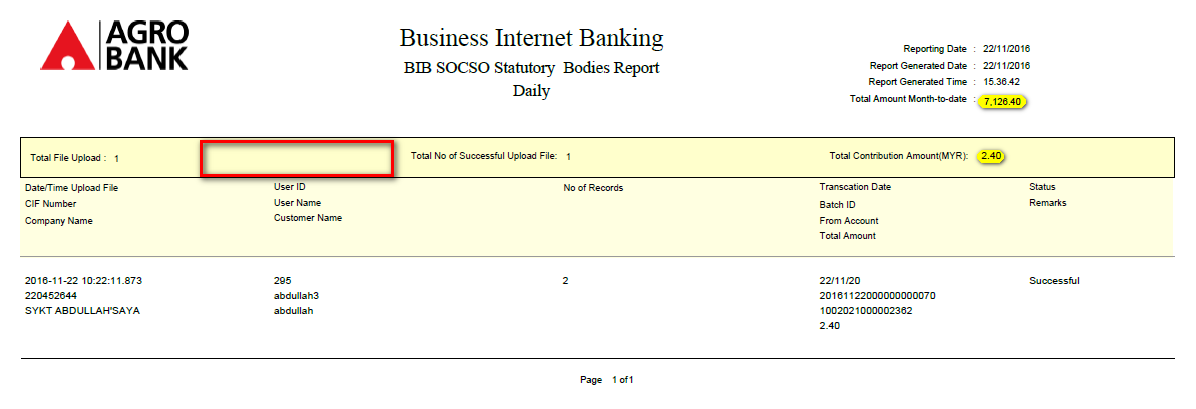 AGRO
BANK
Business Internet Banking
BIB SOCSO Statutory Bodies Report
Daily
Reporting Date : 22/11/2016
Report Generated Date : 22/11/2016
Report Generated Time : 15.36.42
Total Amount Month-to-date : 7,126.40
Total File Upload : 1 Total No of Successful Upload File: 1 Total Contribution Amount(MYR): 2.40
Date/Time Upload File User ID No of Records Transcation Date Status
CIF Number User Name Batch ID Remarks
Company Name Customer Name From Account
Total Amount
2016-11-22 10:22:11.873 295 2 22/11/20 Successful
220452644 abdullah3 20161122000000000070
SYKT ABDULLAH'SAYA abdullah 1002021000002362
2.40
Page 1 of 1